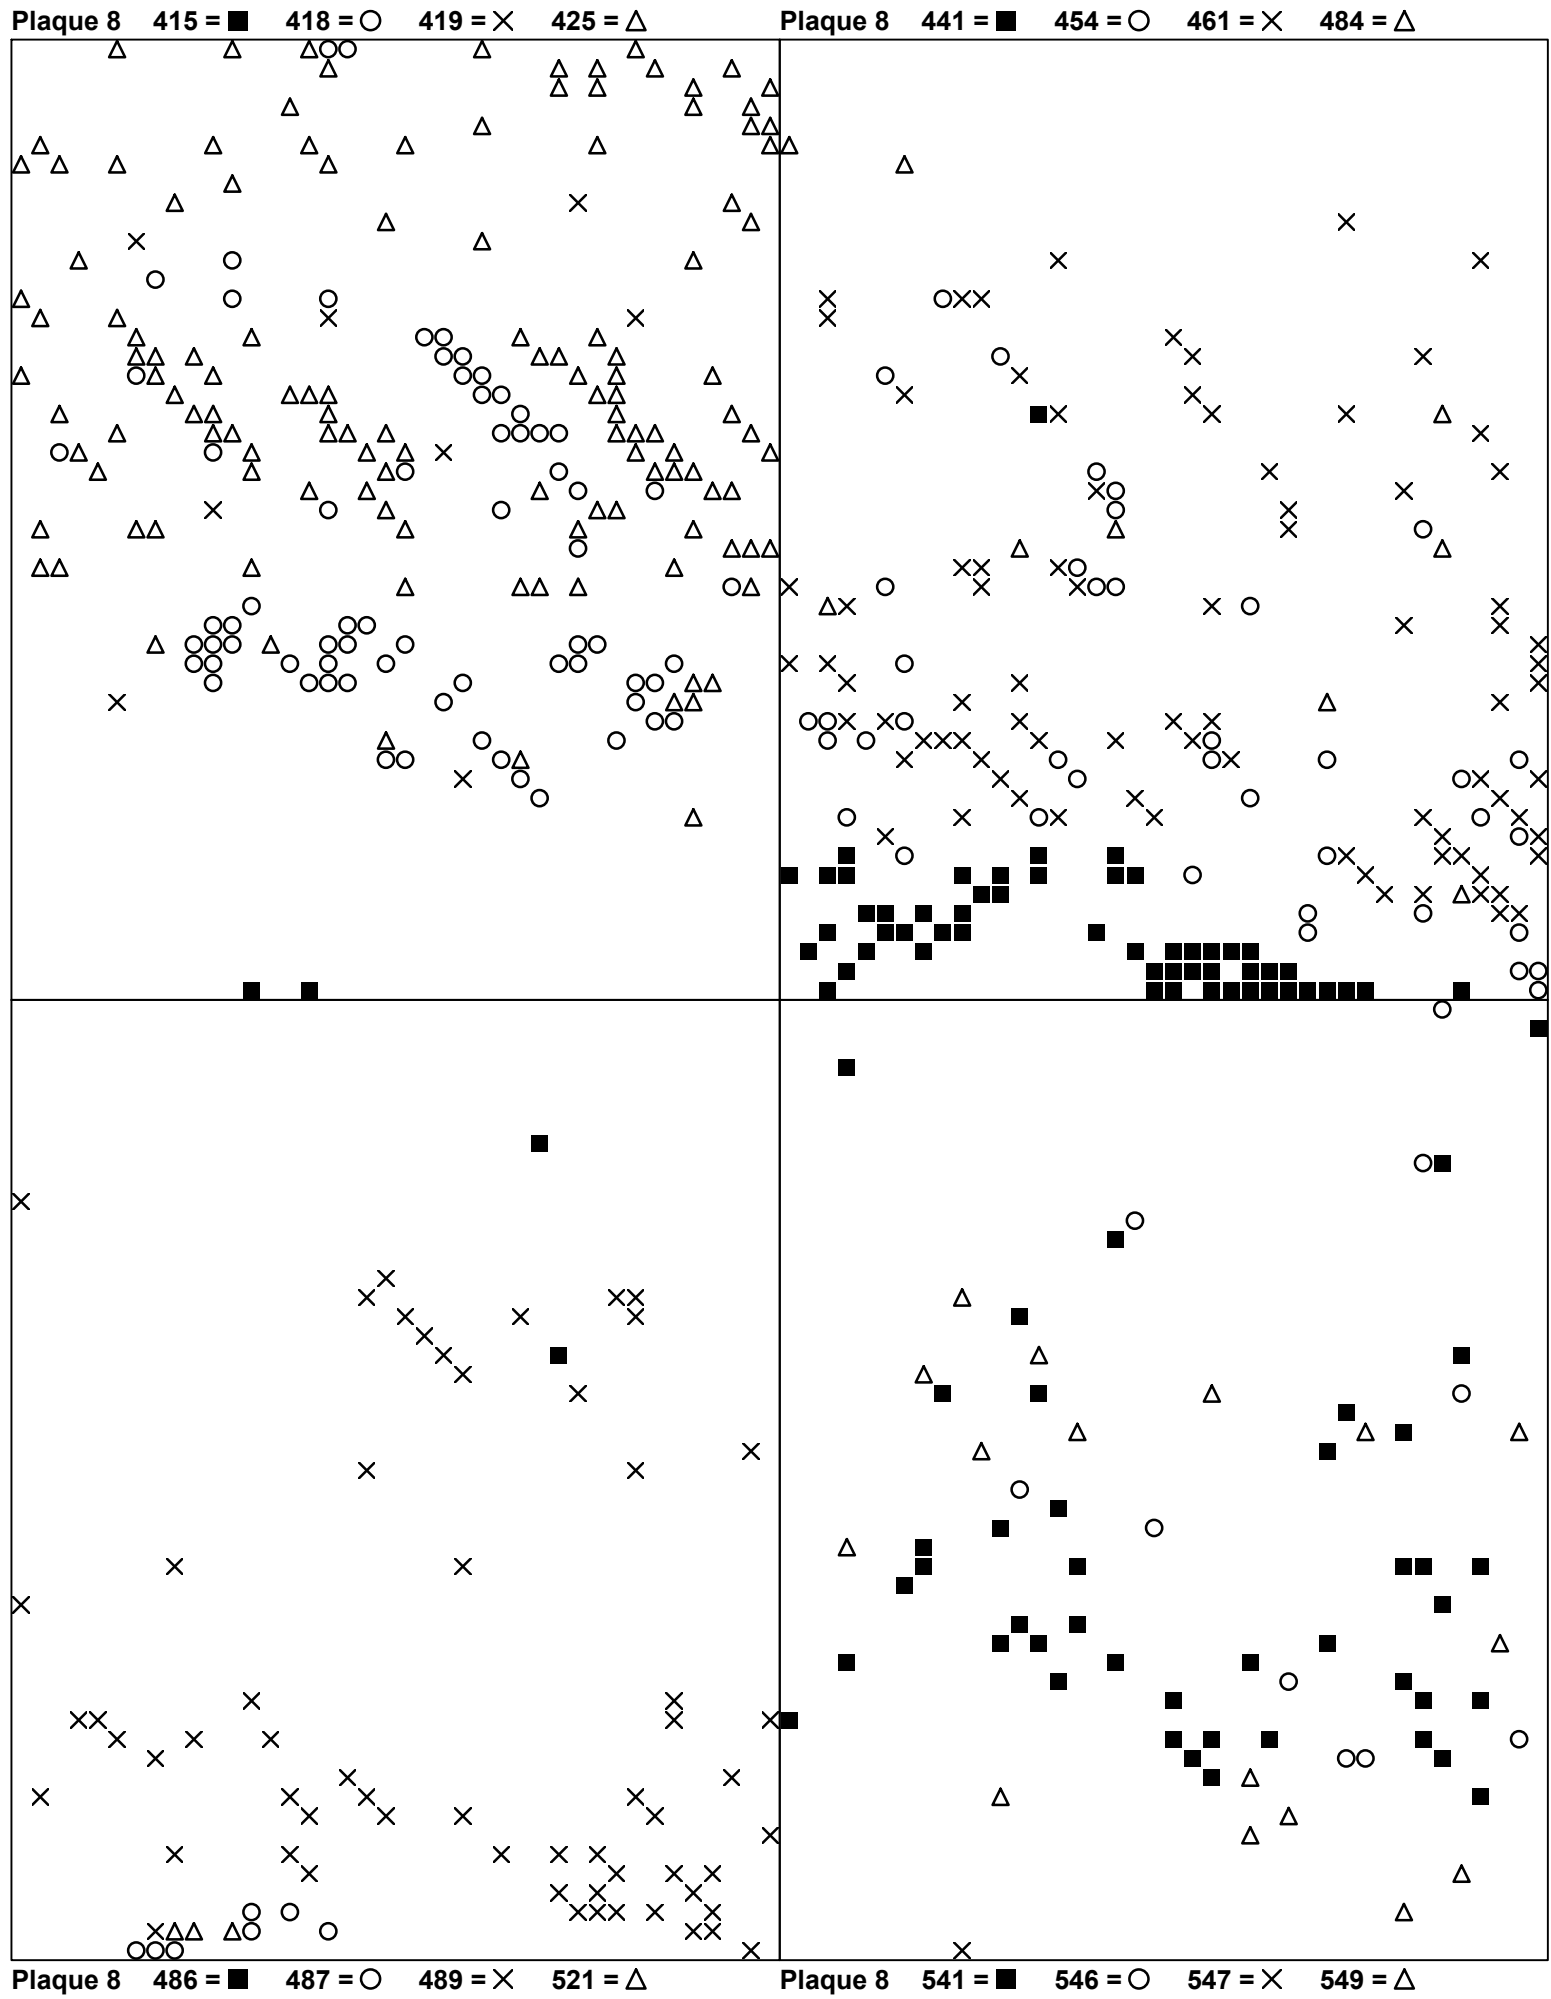 Plaque 8 415 = ■ 418 = ○ 419 = × 425 = △
Plaque 8 441 = ■ 454 = ○ 461 = × 484 = △
Plaque 8 486 = ■ 487 = ○ 489 = × 521 = △
Plaque 8 541 = ■ 546 = ○ 547 = × 549 = △